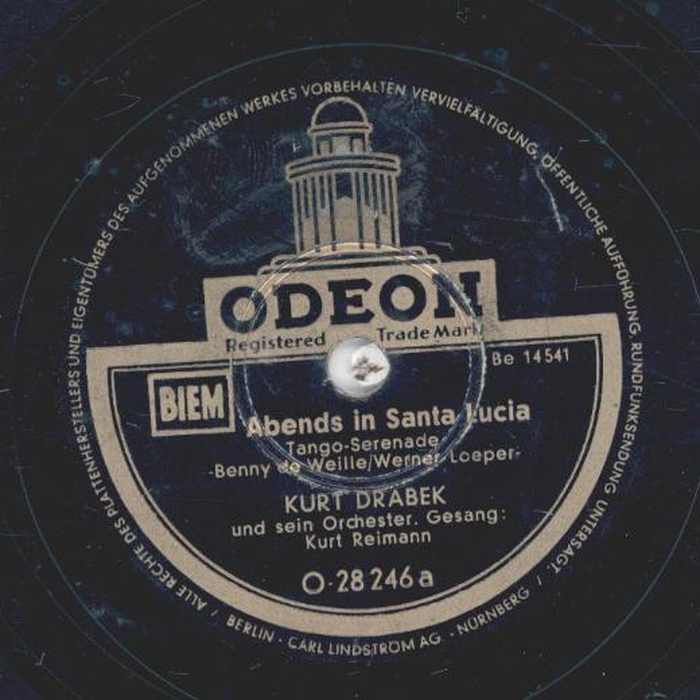 ALLE RECHTE DES PLATTENHERSTELLERS UND EIGENTÜMERS DES AUFGENOMMENEN WERKES VORBEHALTEN VERVIELFÄLTIGUNG, ÖFFENTLICHE AUFFÜHRUNG RUNDFUNKSENDUNG UNTERSAGT. /
ODEON
Registered Trade Mark
Be 14541
BIEM
Abends in Santa Lucia
Tango-Serenade
-Benny de Weille/Werner Loeper-
KURT DRABEK
und sein Orchester. Gesang:
Kurt Reimann
O-28246a
/ BERLIN · CARL LINDSTRÖM AG · NÜRNBERG /